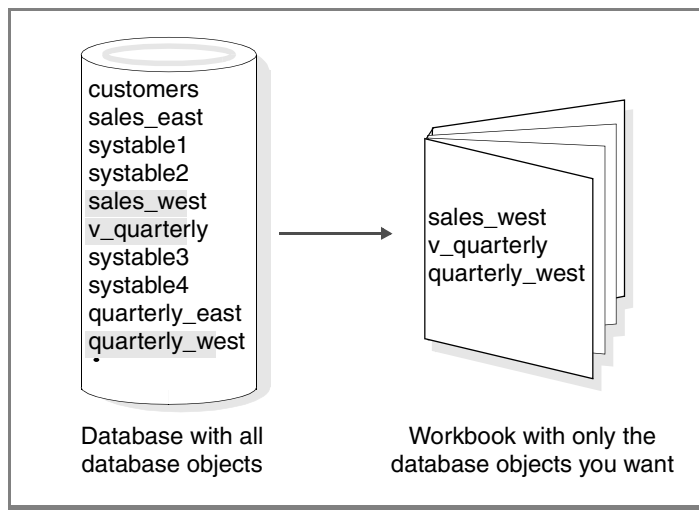 customers
sales_east
systable1
systable2
sales_west
v_quarterly
systable3
systable4
quarterly_east
quarterly_west
Database with all
database objects
sales_west
v_quarterly
quarterly_west
Workbook with only the
database objects you want